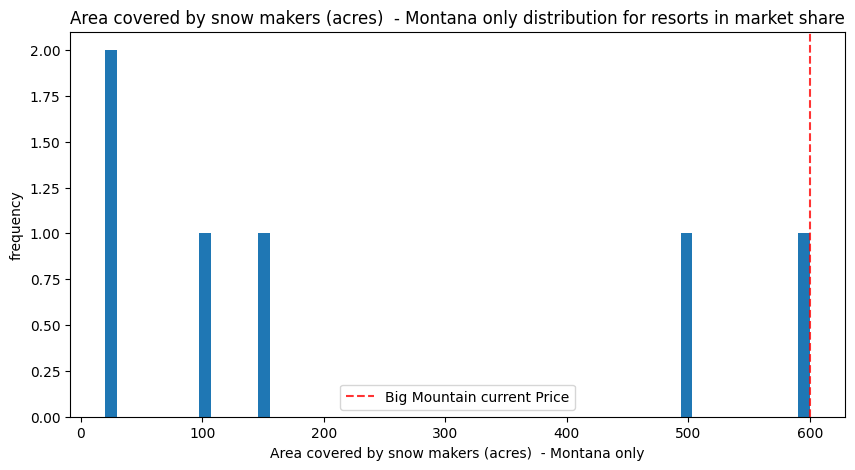 Area covered by snow makers (acres)  - Montana only distribution for resorts in market share
2.00
1.75
1.50
1.25
1.00
0.75
0.50
0.25
0.00
frequency
Big Mountain current Price
0 100 200 300 400 500 600
Area covered by snow makers (acres)  - Montana only